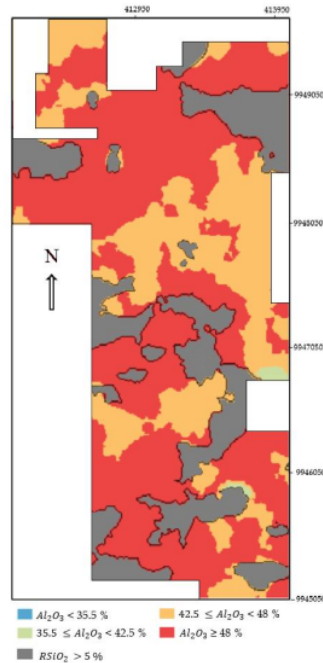 412950 413950
9949050
9948050
N
9947050
9946050
9945050
Al₂O₃ < 35.5 % 42.5 ≤ Al₂O₃ < 48 %
35.5 ≤ Al₂O₃ < 42.5 % Al₂O₃ ≥ 48 %
RSiO₂ > 5 %